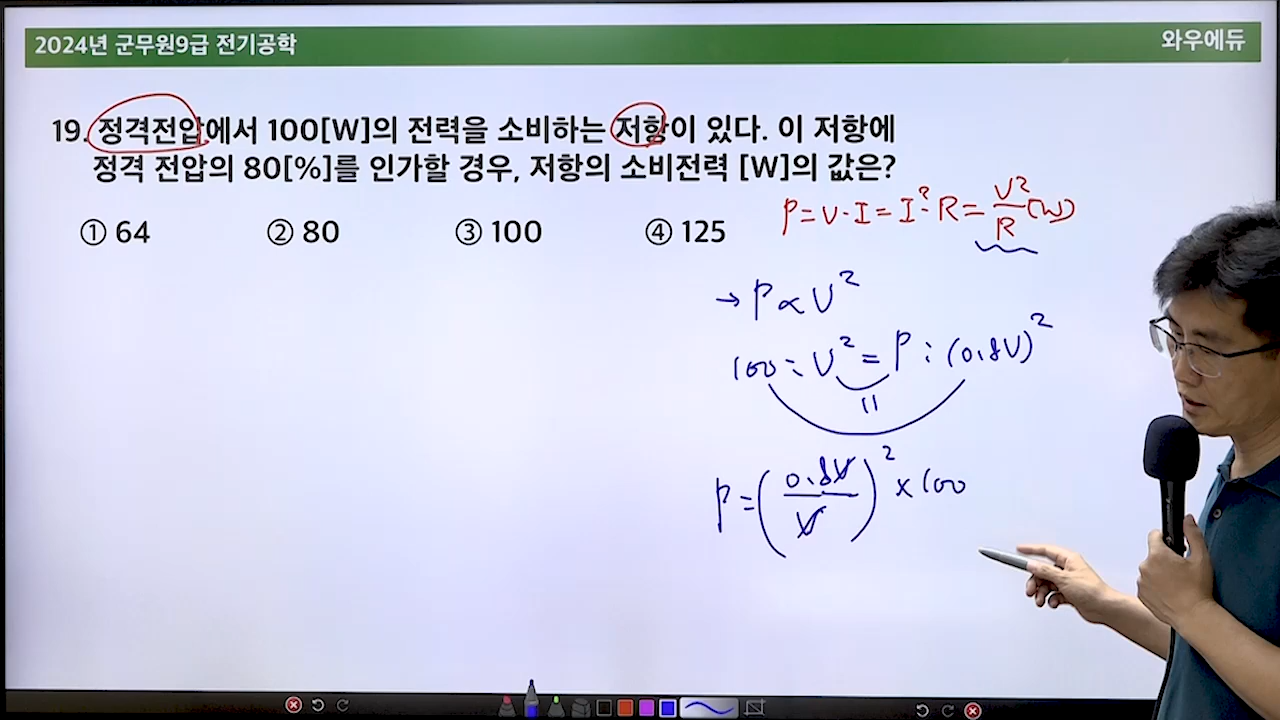 2024년 군무원9급 전기공학
와우에듀
19. 정격전압에서 100[W]의 전력을 소비하는 저항이 있다. 이 저항에
정격 전압의 80[%]를 인가할 경우, 저항의 소비전력 [W]의 값은?
① 64 ② 80 ③ 100 ④ 125
P=V·I=I²·R=V²/R(W)
→P∝V²
100:V²=P:(0.8V)²
P=(0.8V/V)²×100